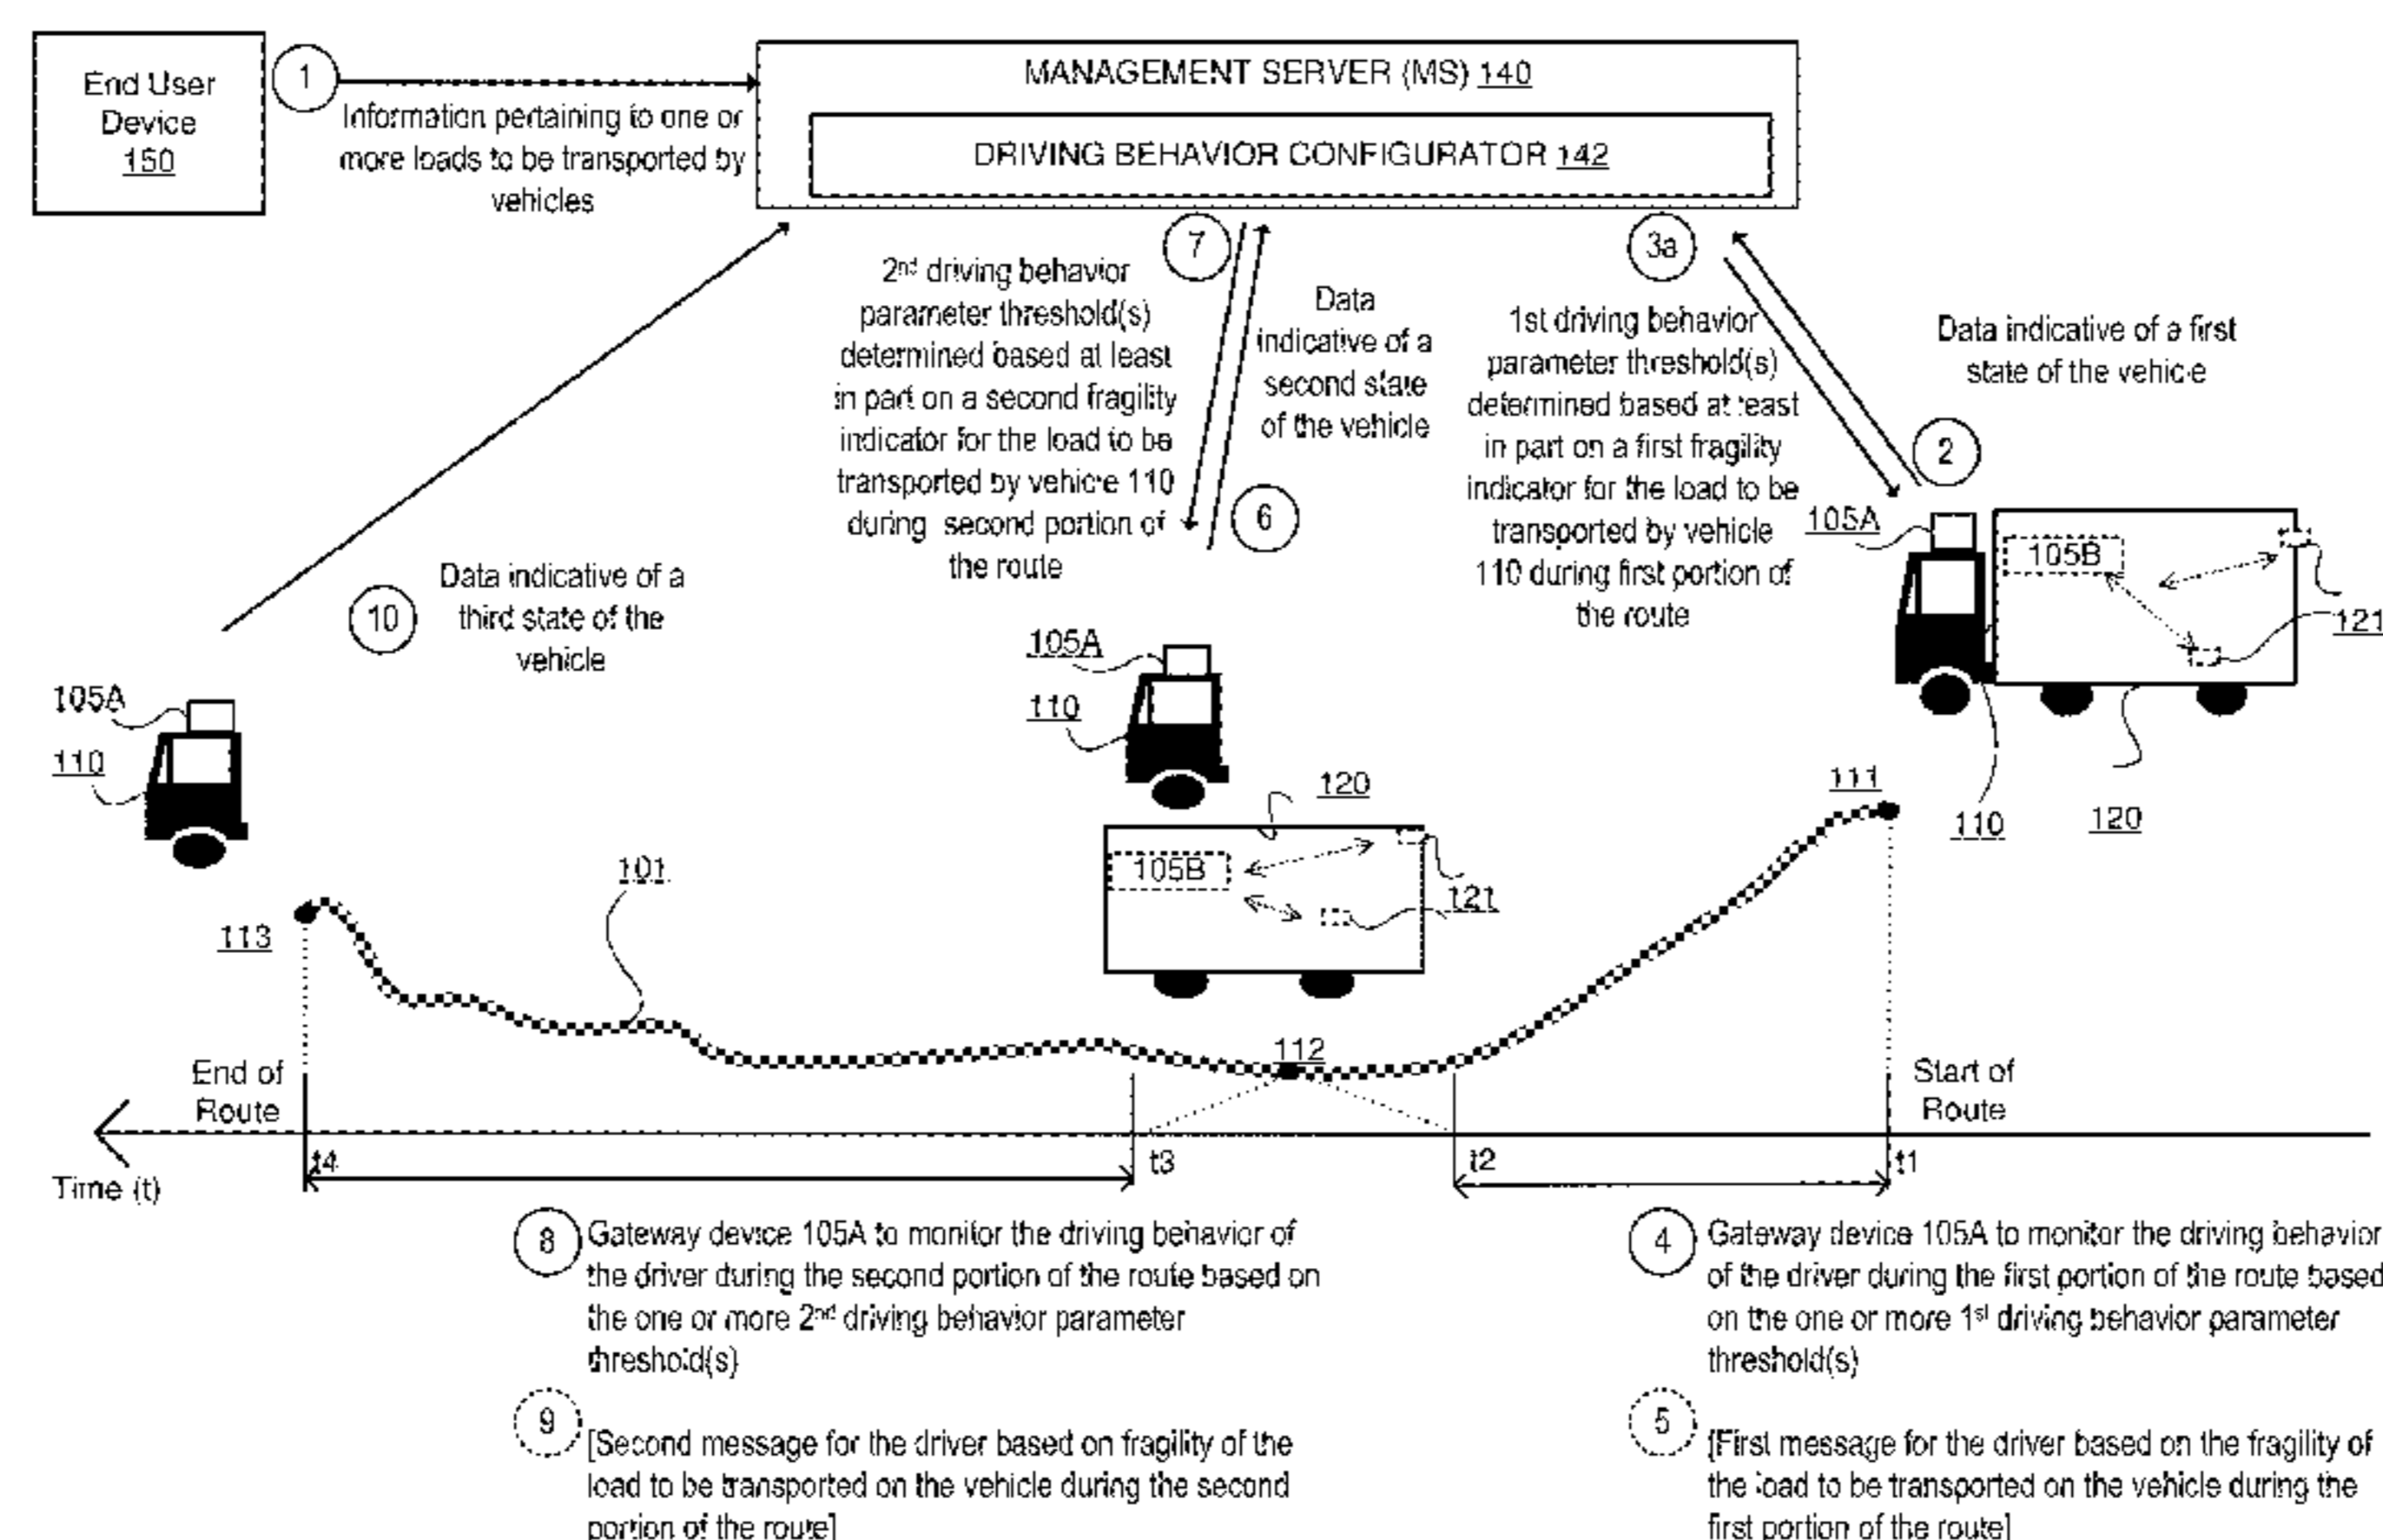 End User
Device
150
1
Information pertaining to one or
more loads to be transported by
vehicles
MANAGEMENT SERVER (MS) 140
DRIVING BEHAVIOR CONFIGURATOR 142
7
2nd driving behavior
parameter threshold(s)
determined based at least
in part on a second fragility
indicator for the load to be
transported by vehicle 110
during second portion of
the route
Data
indicative of a
second state
of the vehicle
6
3a
1st driving behavior
parameter threshold(s)
determined based at least
in part on a first fragility
indicator for the load to be
transported by vehicle
110 during first portion of
the route
Data indicative of a first
state of the vehicle
2
10
Data indicative of a
third state of the
vehicle
105A
105B
121
110
120
105A
110
120
105B
121
105A
110
113
101
112
111
End of
Route
Start of
Route
Time (t)
t4
t3
t2
t1
8
Gateway device 105A to monitor the driving behavior of
the driver during the second portion of the route based on
the one or more 2nd driving behavior parameter
threshold(s)
9
[Second message for the driver based on fragility of the
load to be transported on the vehicle during the second
portion of the route]
4
Gateway device 105A to monitor the driving behavior
of the driver during the first portion of the route based
on the one or more 1st driving behavior parameter
threshold(s)
5
[First message for the driver based on the fragility of
the load to be transported on the vehicle during the
first portion of the route]